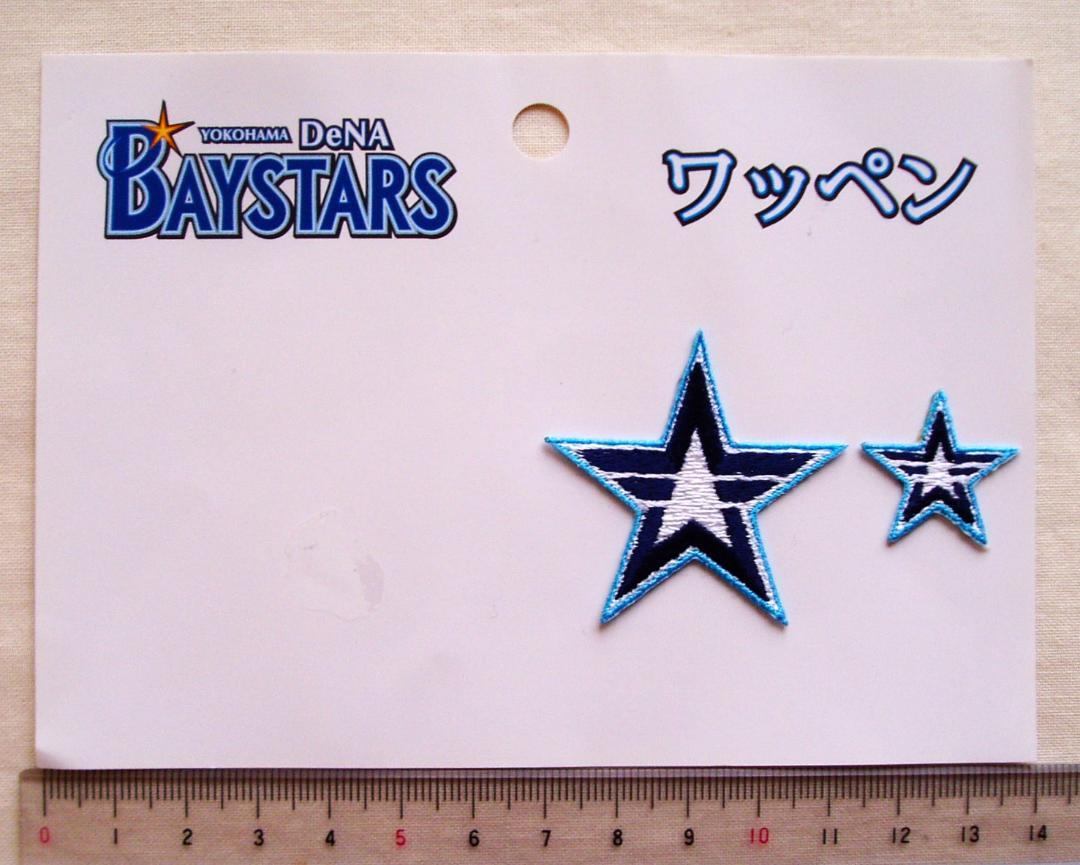 YOKOHAMA DeNA
BAYSTARS
ワッペン
0 1 2 3 4 5 6 7 8 9 10 11 12 13 14